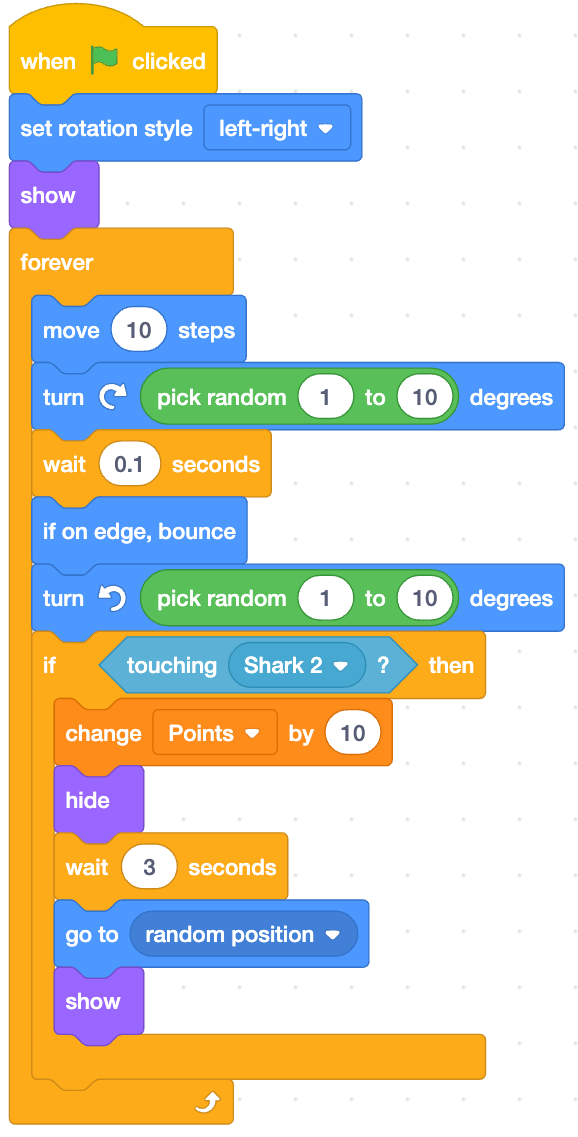 when clicked
set rotation style left-right
show
forever
move 10 steps
turn pick random 1 to 10 degrees
wait 0.1 seconds
if on edge, bounce
turn pick random 1 to 10 degrees
if touching Shark 2 ? then
change Points by 10
hide
wait 3 seconds
go to random position
show